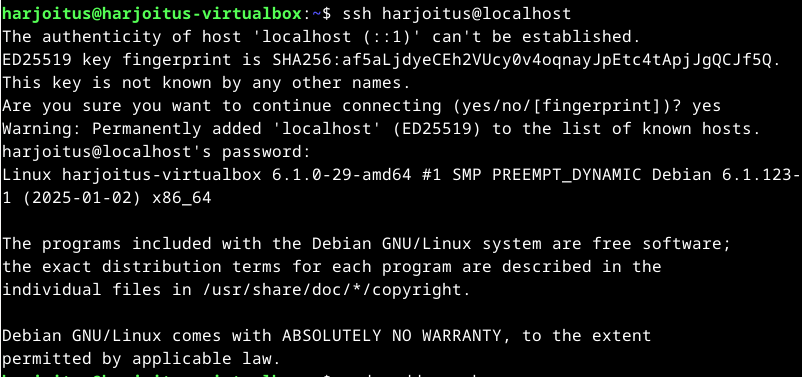 harjoitus@harjoitus-virtualbox:~$ ssh harjoitus@localhost
The authenticity of host 'localhost (::1)' can't be established.
ED25519 key fingerprint is SHA256:af5aLjdyeCEh2VUcy0v4oqnayJpEtc4tApjJgQCJf5Q.
This key is not known by any other names.
Are you sure you want to continue connecting (yes/no/[fingerprint])? yes
Warning: Permanently added 'localhost' (ED25519) to the list of known hosts.
harjoitus@localhost's password:
Linux harjoitus-virtualbox 6.1.0-29-amd64 #1 SMP PREEMPT_DYNAMIC Debian 6.1.123-
1 (2025-01-02) x86_64
The programs included with the Debian GNU/Linux system are free software;
the exact distribution terms for each program are described in the
individual files in /usr/share/doc/*/copyright.
Debian GNU/Linux comes with ABSOLUTELY NO WARRANTY, to the extent
permitted by applicable law.